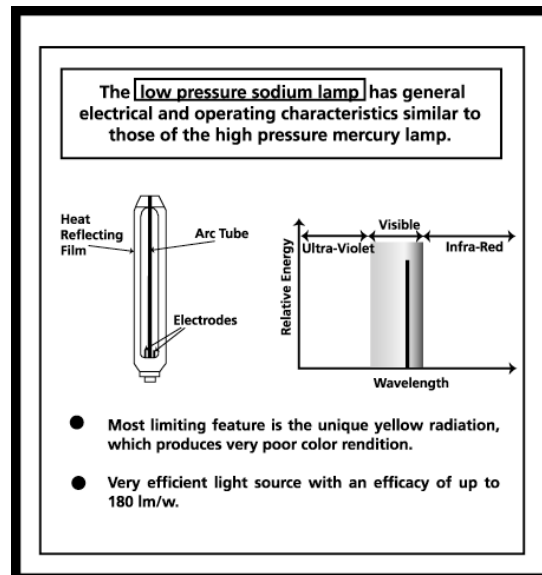 The low pressure sodium lamp has general
electrical and operating characteristics similar to
those of the high pressure mercury lamp.
Heat
Reflecting
Film
Arc Tube
Electrodes
Relative Energy
Visible
Ultra-Violet
Infra-Red
Wavelength
● Most limiting feature is the unique yellow radiation,
which produces very poor color rendition.
● Very efficient light source with an efficacy of up to
180 lm/w.